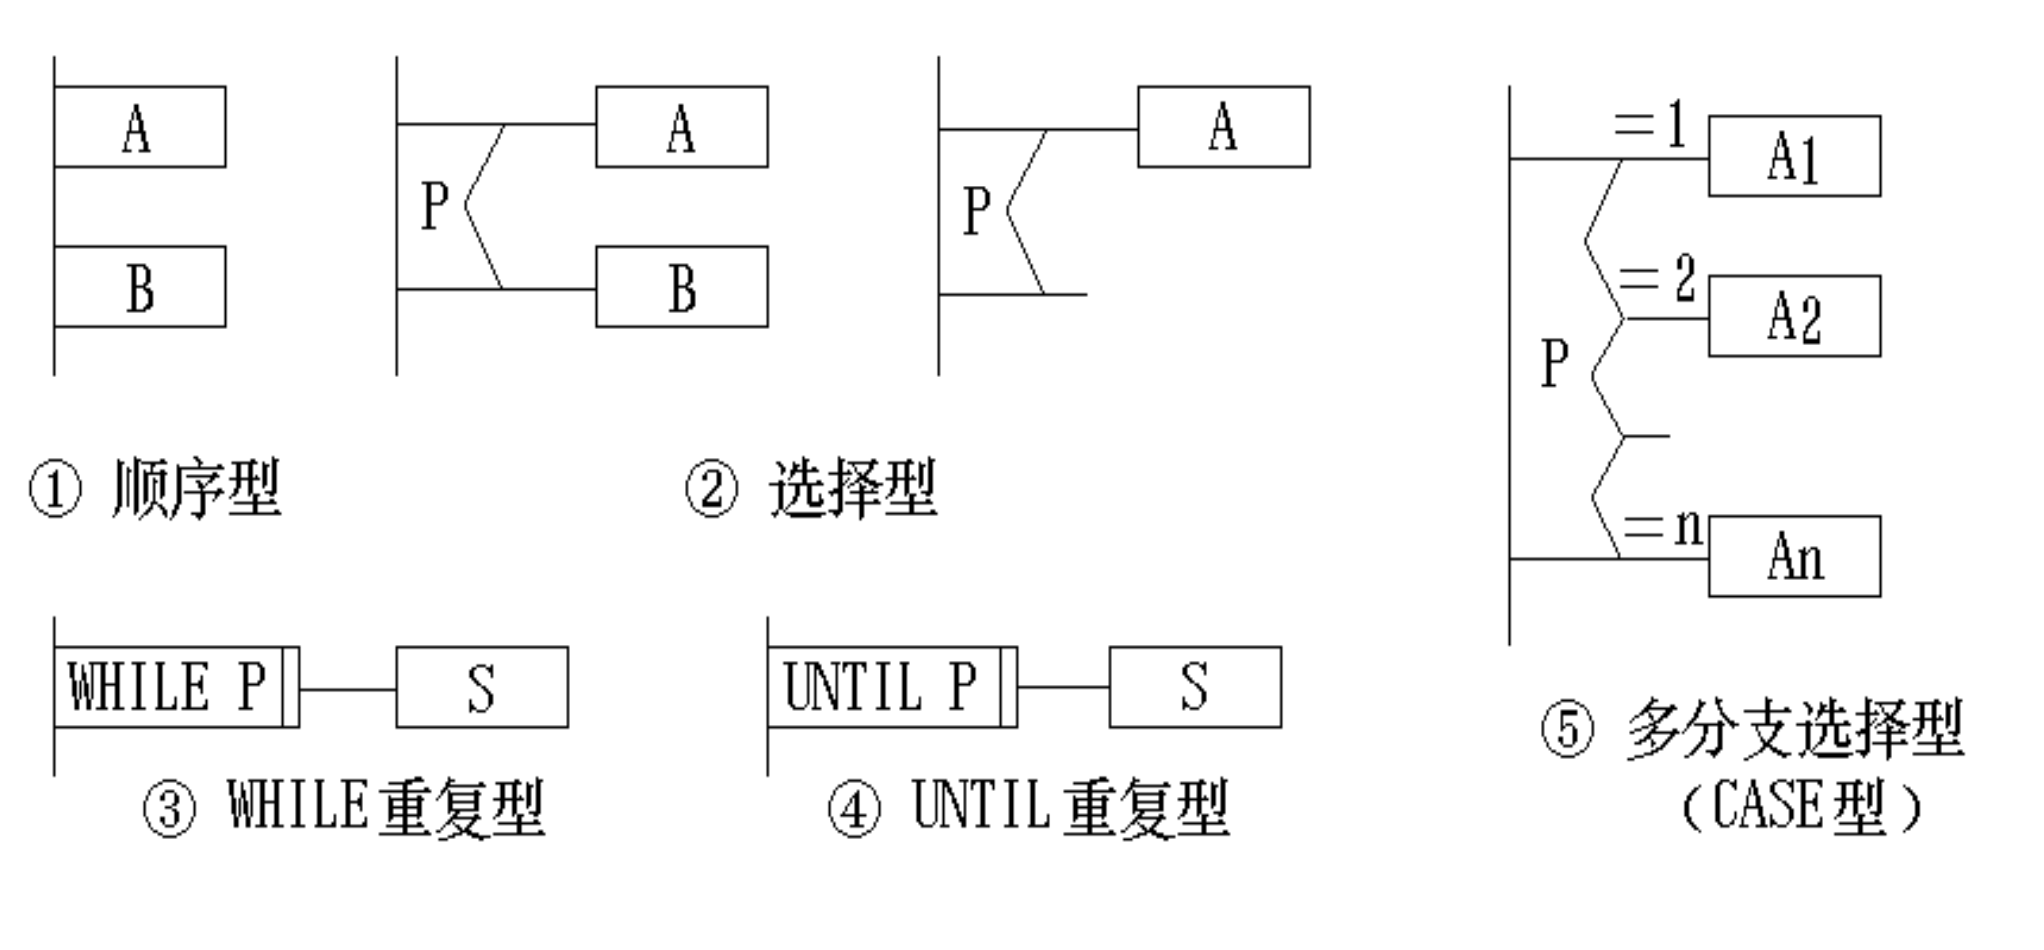 A
B
① 顺序型
A
P
B
A
P
② 选择型
=1
A1
=2
A2
P
=n
An
⑤ 多分支选择型
（CASE型）
WHILE P
S
③ WHILE重复型
UNTIL P
S
④ UNTIL重复型